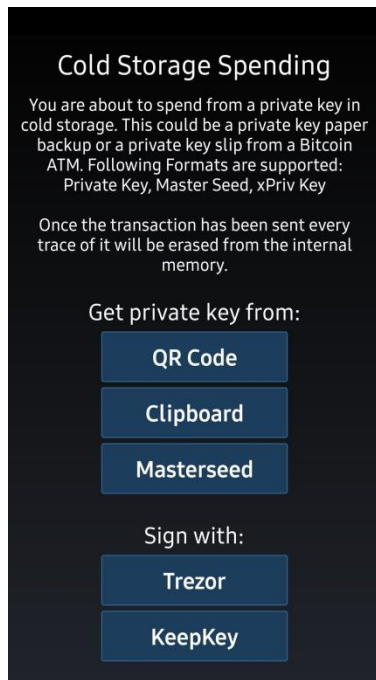 Cold Storage Spending
You are about to spend from a private key in
cold storage. This could be a private key paper
backup or a private key slip from a Bitcoin
ATM. Following Formats are supported:
Private Key, Master Seed, xPriv Key
Once the transaction has been sent every
trace of it will be erased from the internal
memory.
Get private key from:
QR Code
Clipboard
Masterseed
Sign with:
Trezor
KeepKey